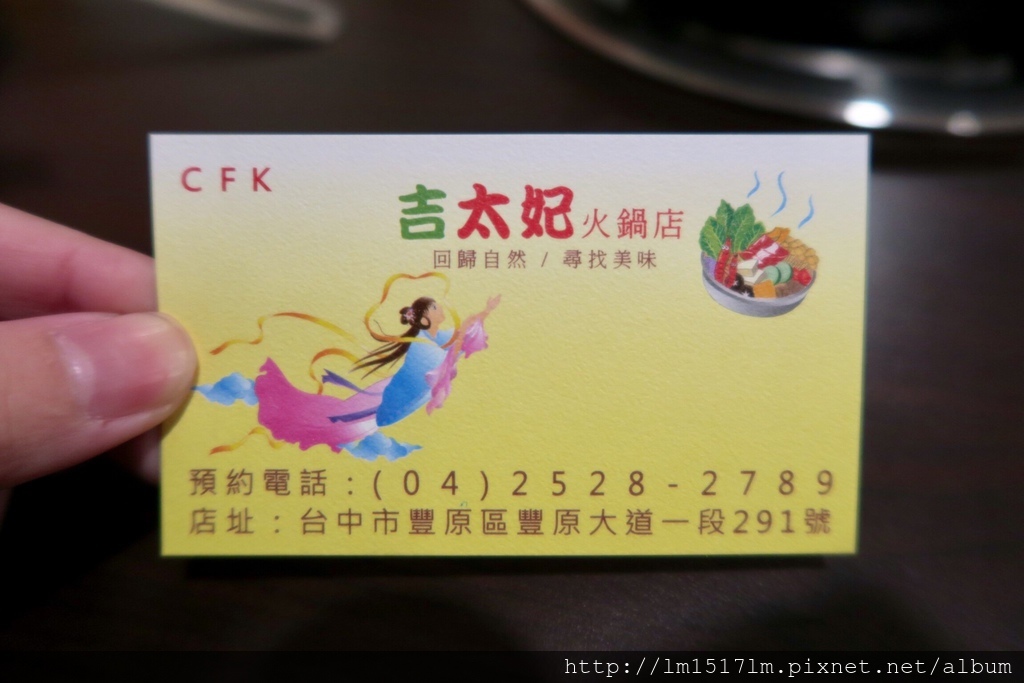 CFK
吉太妃火鍋店
回歸自然 / 尋找美味
預約電話:(04)2528-2789
店址:台中市豐原區豐原大道一段291號
http://lm1517lm.pixnet.net/album